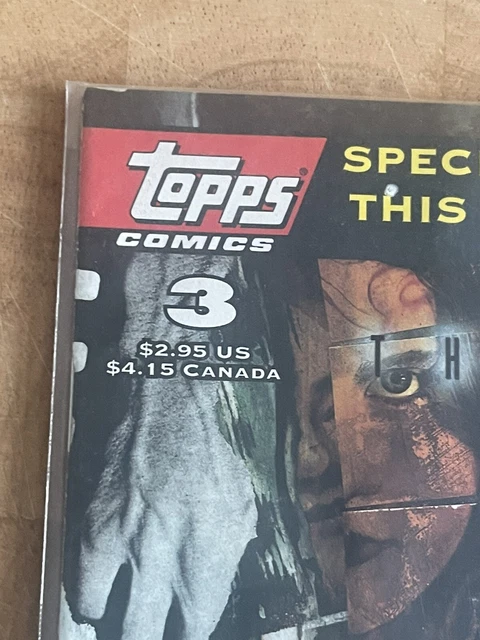 topps®
COMICS
SPEC
THIS
3
$2.95 US
$4.15 CANADA
T H